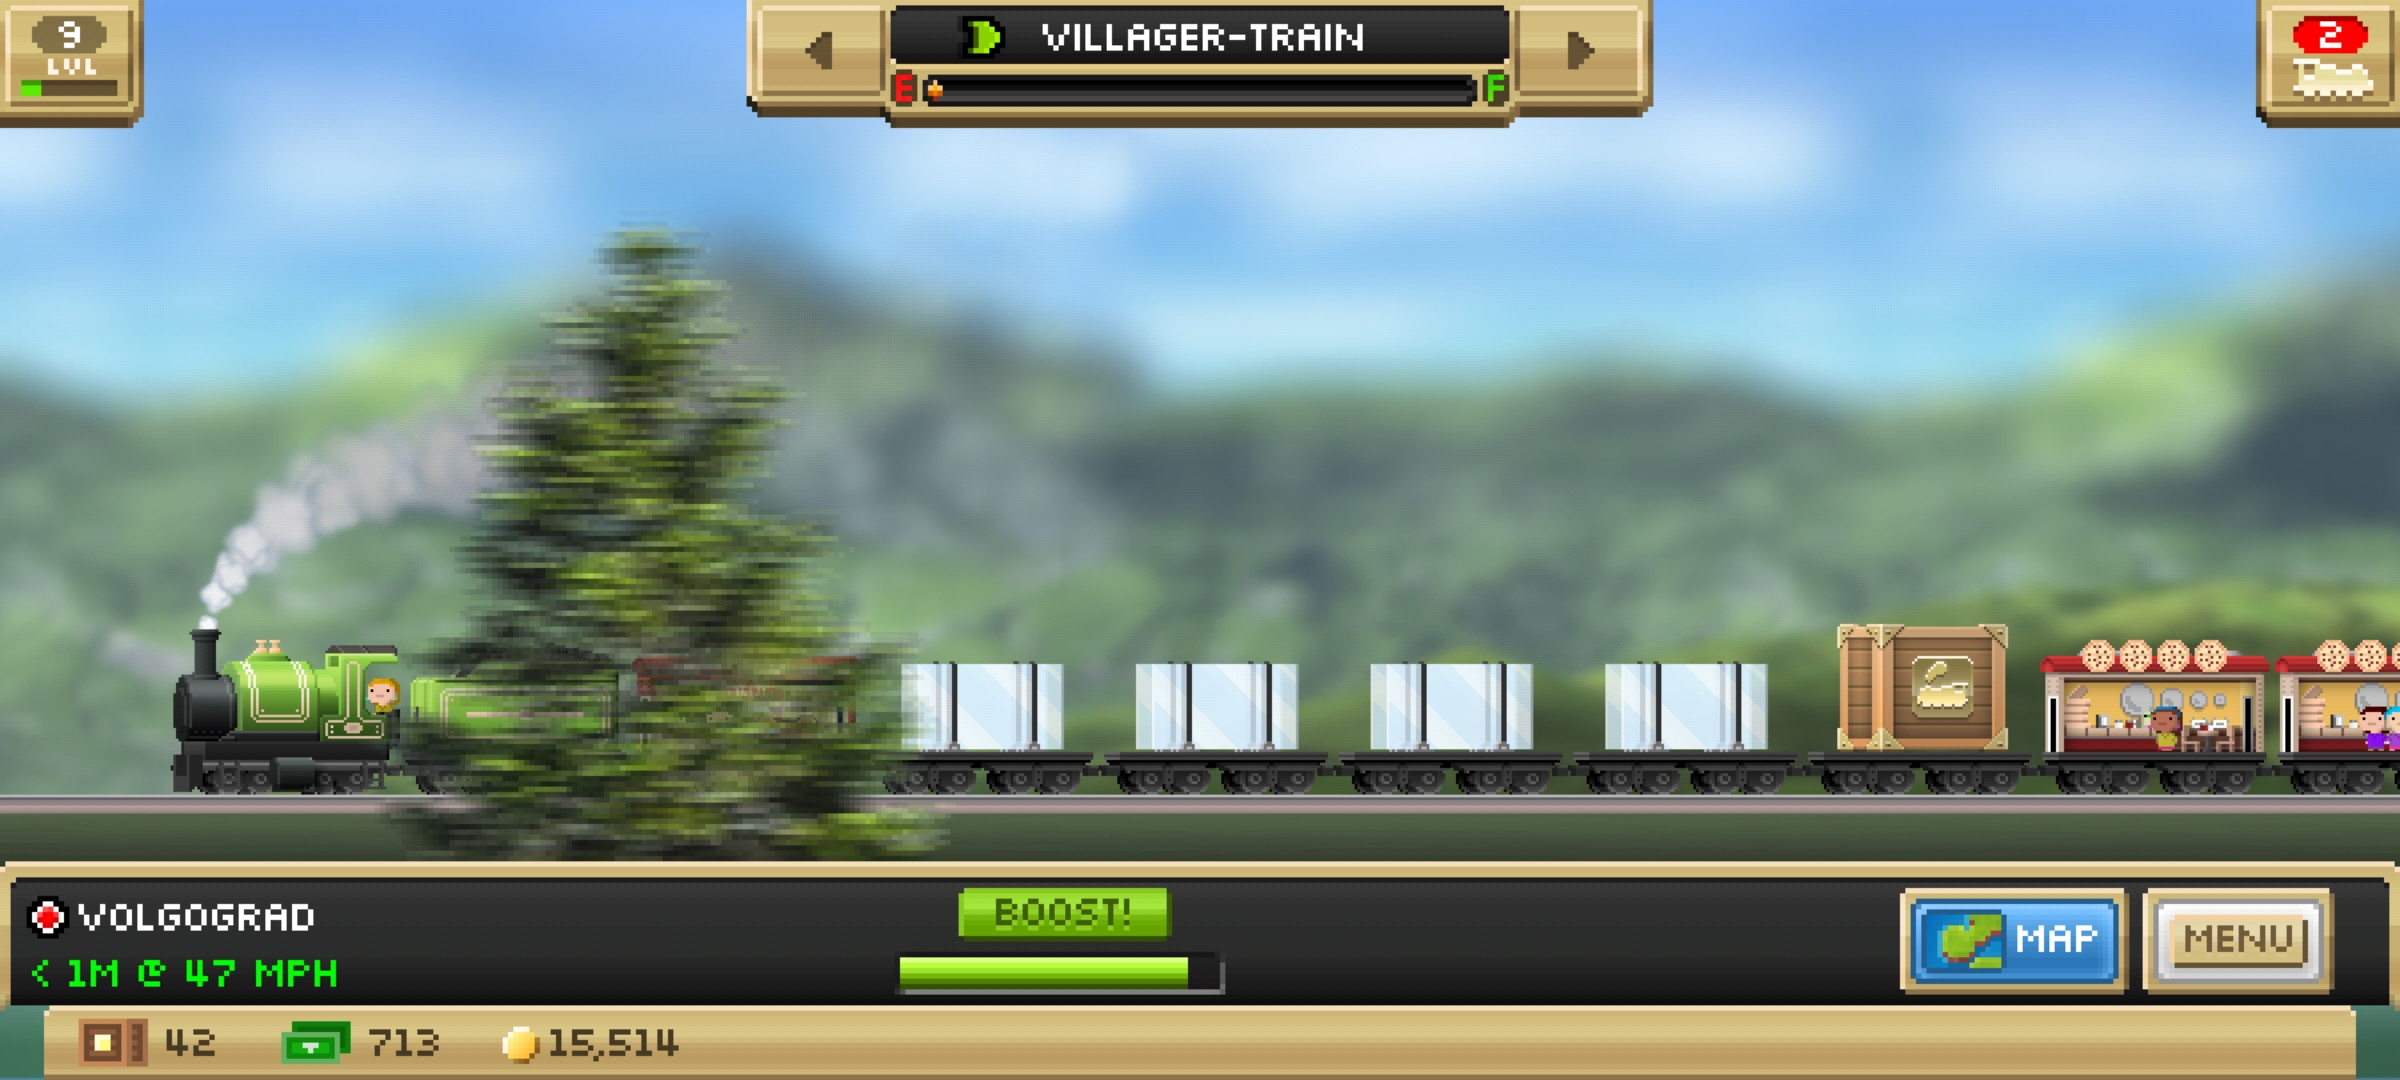 9
LVL
VILLAGER-TRAIN
E F
2
VOLGOGRAD
< 1M @ 47 MPH
BOOST!
MAP
MENU
42 713 15,514